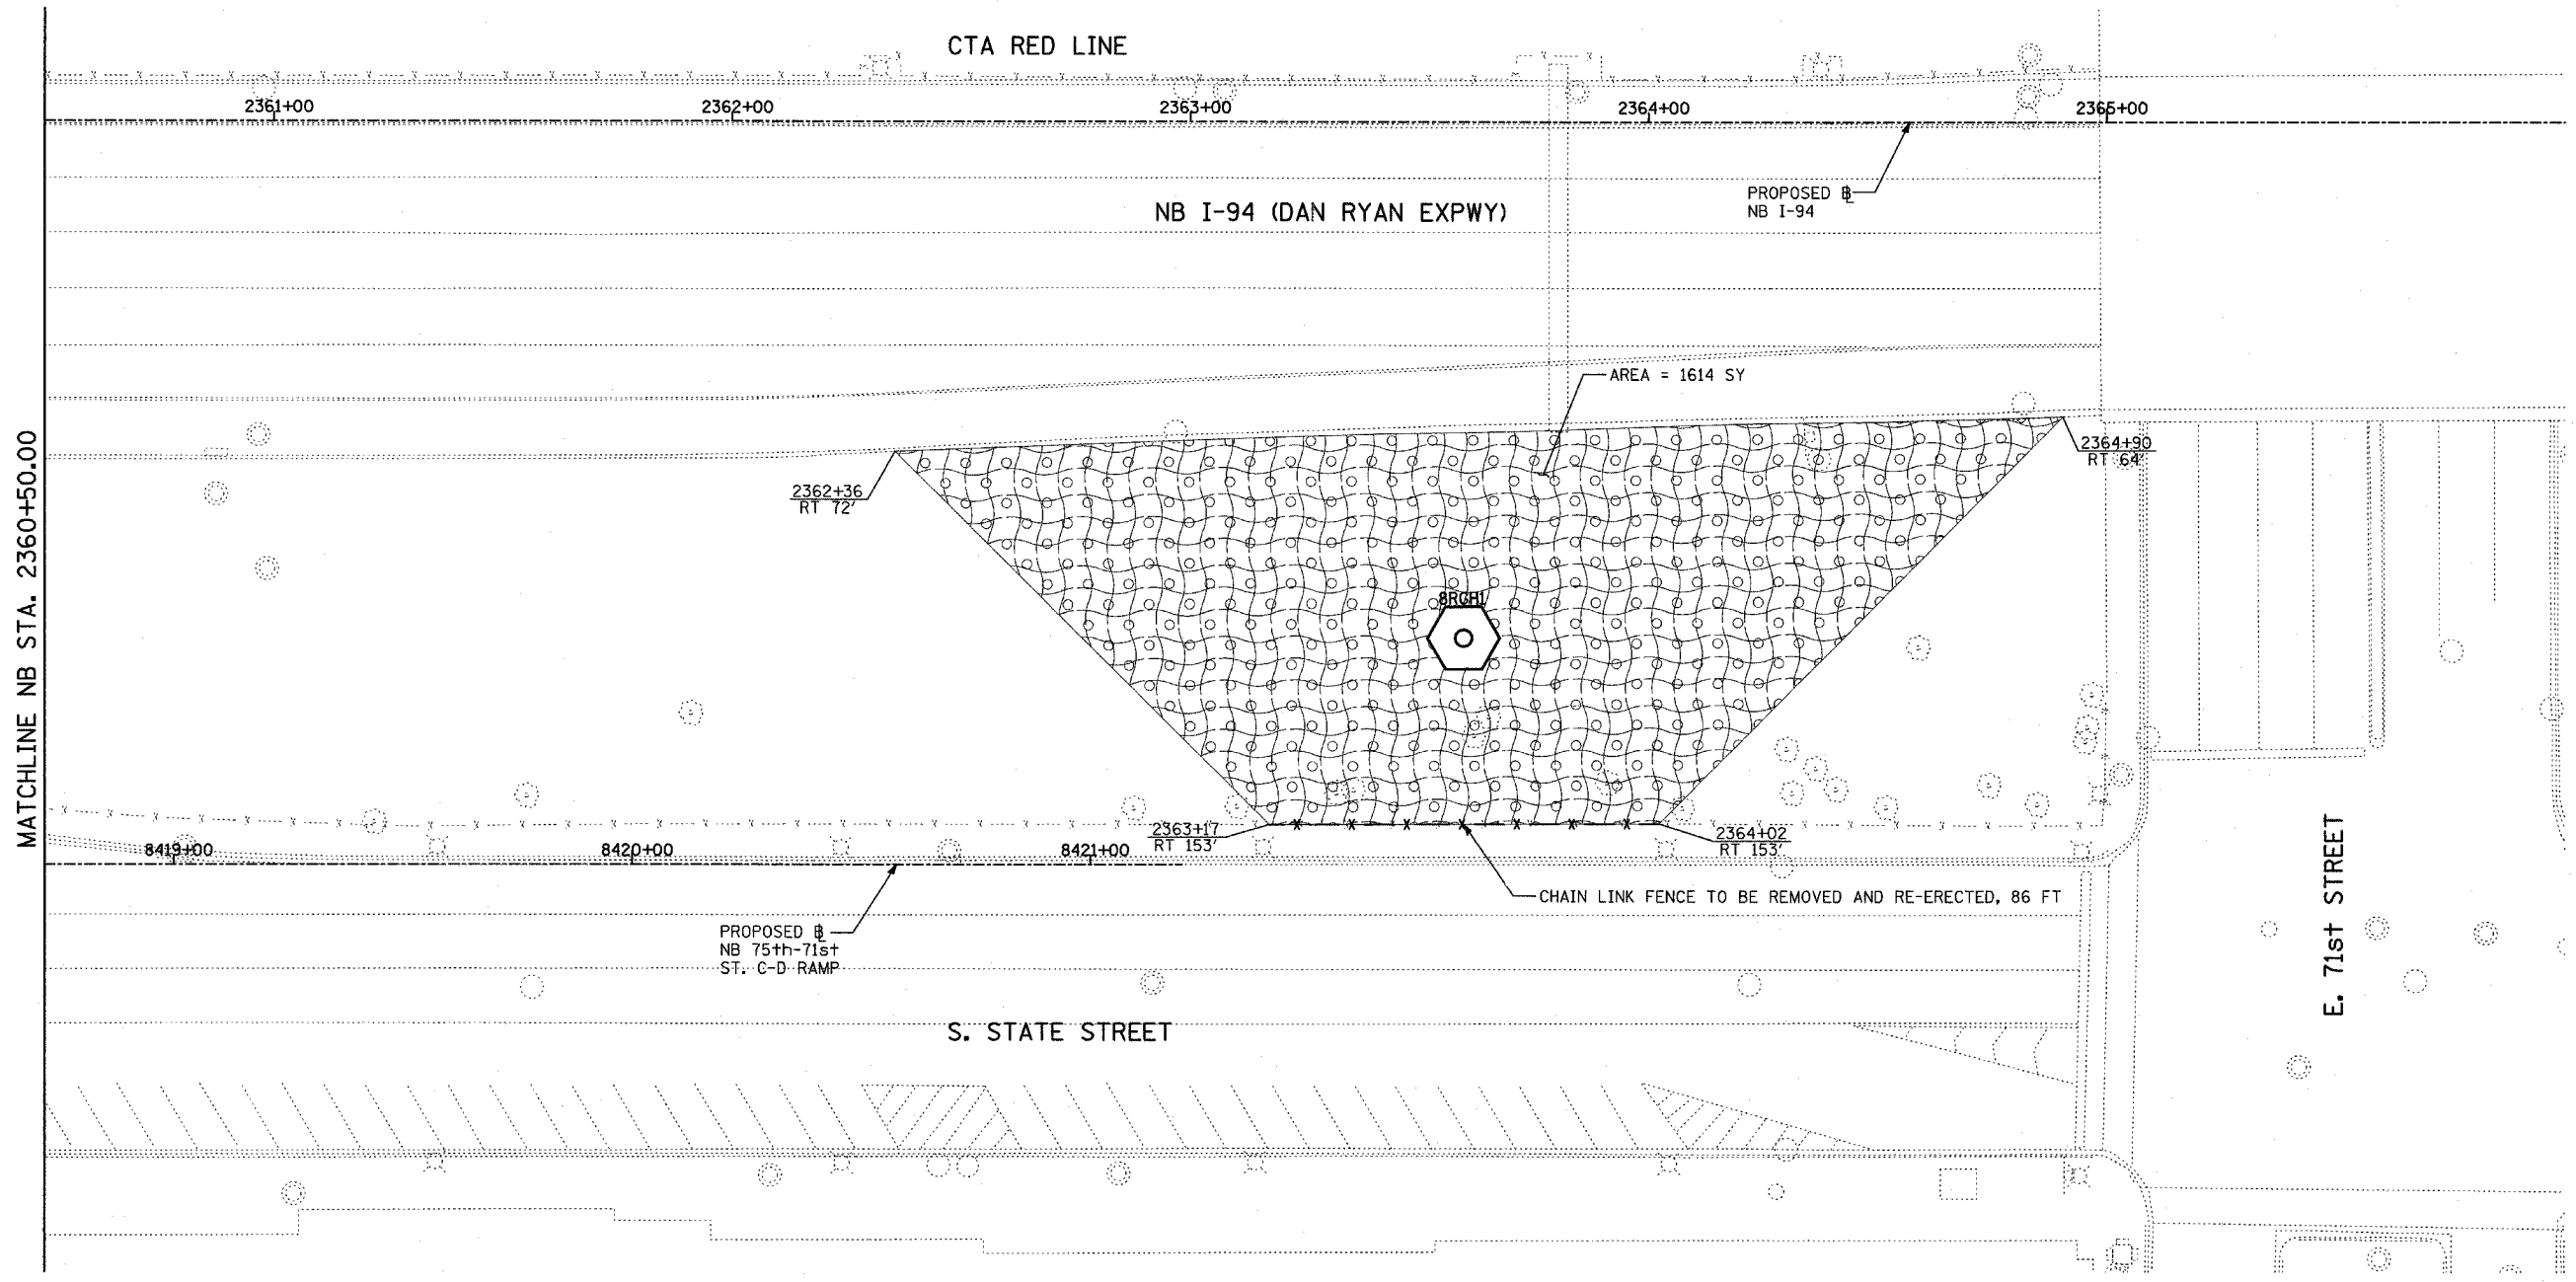 CTA RED LINE
2361+00
2362+00
2363+00
2364+00
2365+00
PROPOSED ℄
NB I-94
NB I-94 (DAN RYAN EXPWY)
AREA = 1614 SY
2362+36
RT 72'
2364+90
RT 64'
MATCHLINE NB STA. 2360+50.00
8RGH1
2363+17
RT 153'
2364+02
RT 153'
8419+00
8420+00
8421+00
CHAIN LINK FENCE TO BE REMOVED AND RE-ERECTED, 86 FT
PROPOSED ℄
NB 75th-71st
ST. C-D RAMP
E. 71st STREET
S. STATE STREET